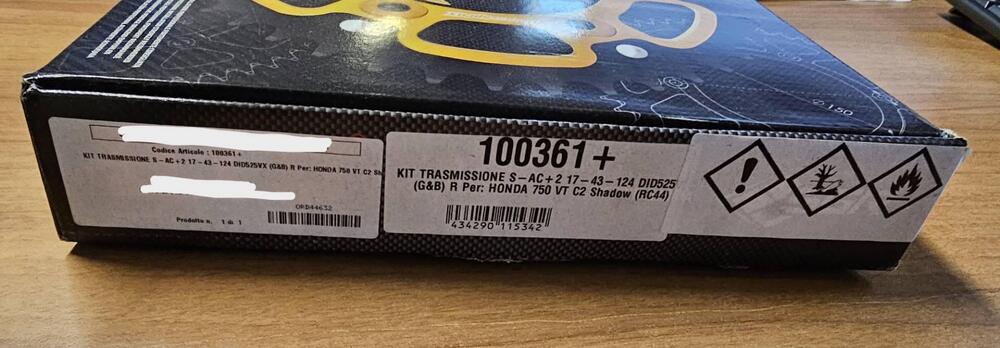 Codice Articolo : 100361+
KIT TRASMISSIONE S-AC+2 17-43-124 DID525VX (G&B) R Per: HONDA 750 VT C2 Sh
ORD44632
Prodotto n. 1 di 1
100361+
KIT TRASMISSIONE S-AC+2 17-43-124 DID525
(G&B) R Per: HONDA 750 VT C2 Shadow (RC44)
434290 115342
2.150